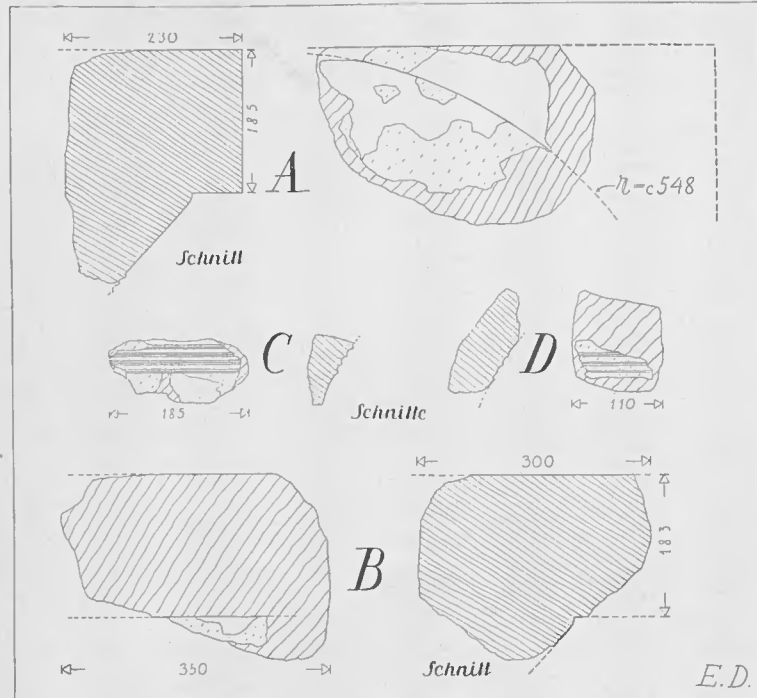 230
185
A
r=c548
Schnitt
C
D
185
Schnitte
110
300
183
B
350
Schnitt
E.D.